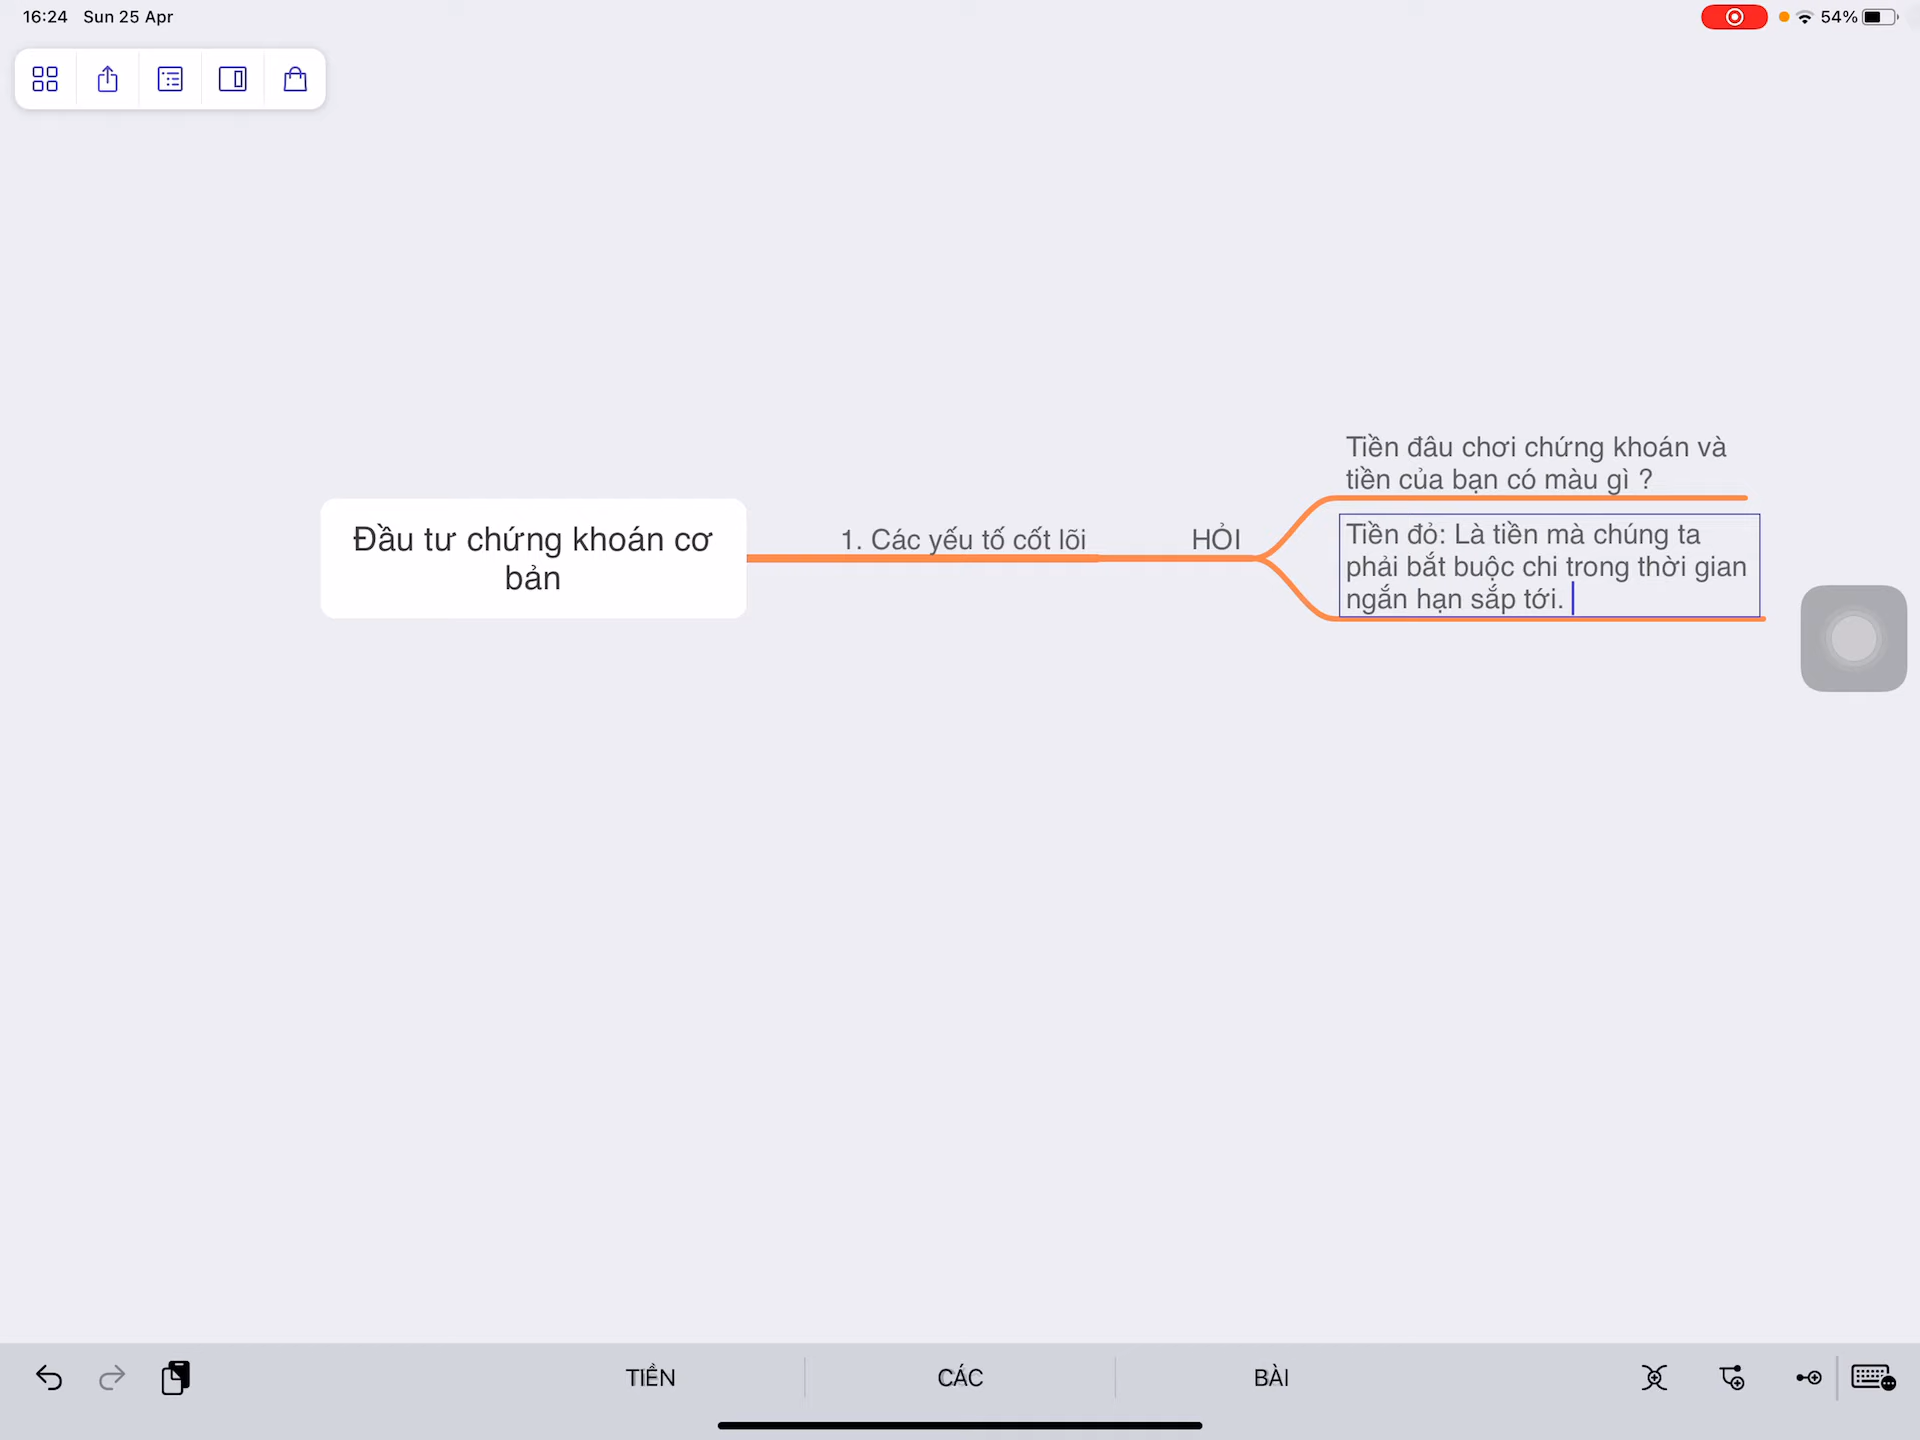 16:24 Sun 25 Apr
54%
Tiền đâu chơi chứng khoán và
tiền của bạn có màu gì ?
Đầu tư chứng khoán cơ
bản
1. Các yếu tố cốt lõi
HỎI
Tiền đỏ: Là tiền mà chúng ta
phải bắt buộc chi trong thời gian
ngắn hạn sắp tới.
TIỀN
CÁC
BÀI